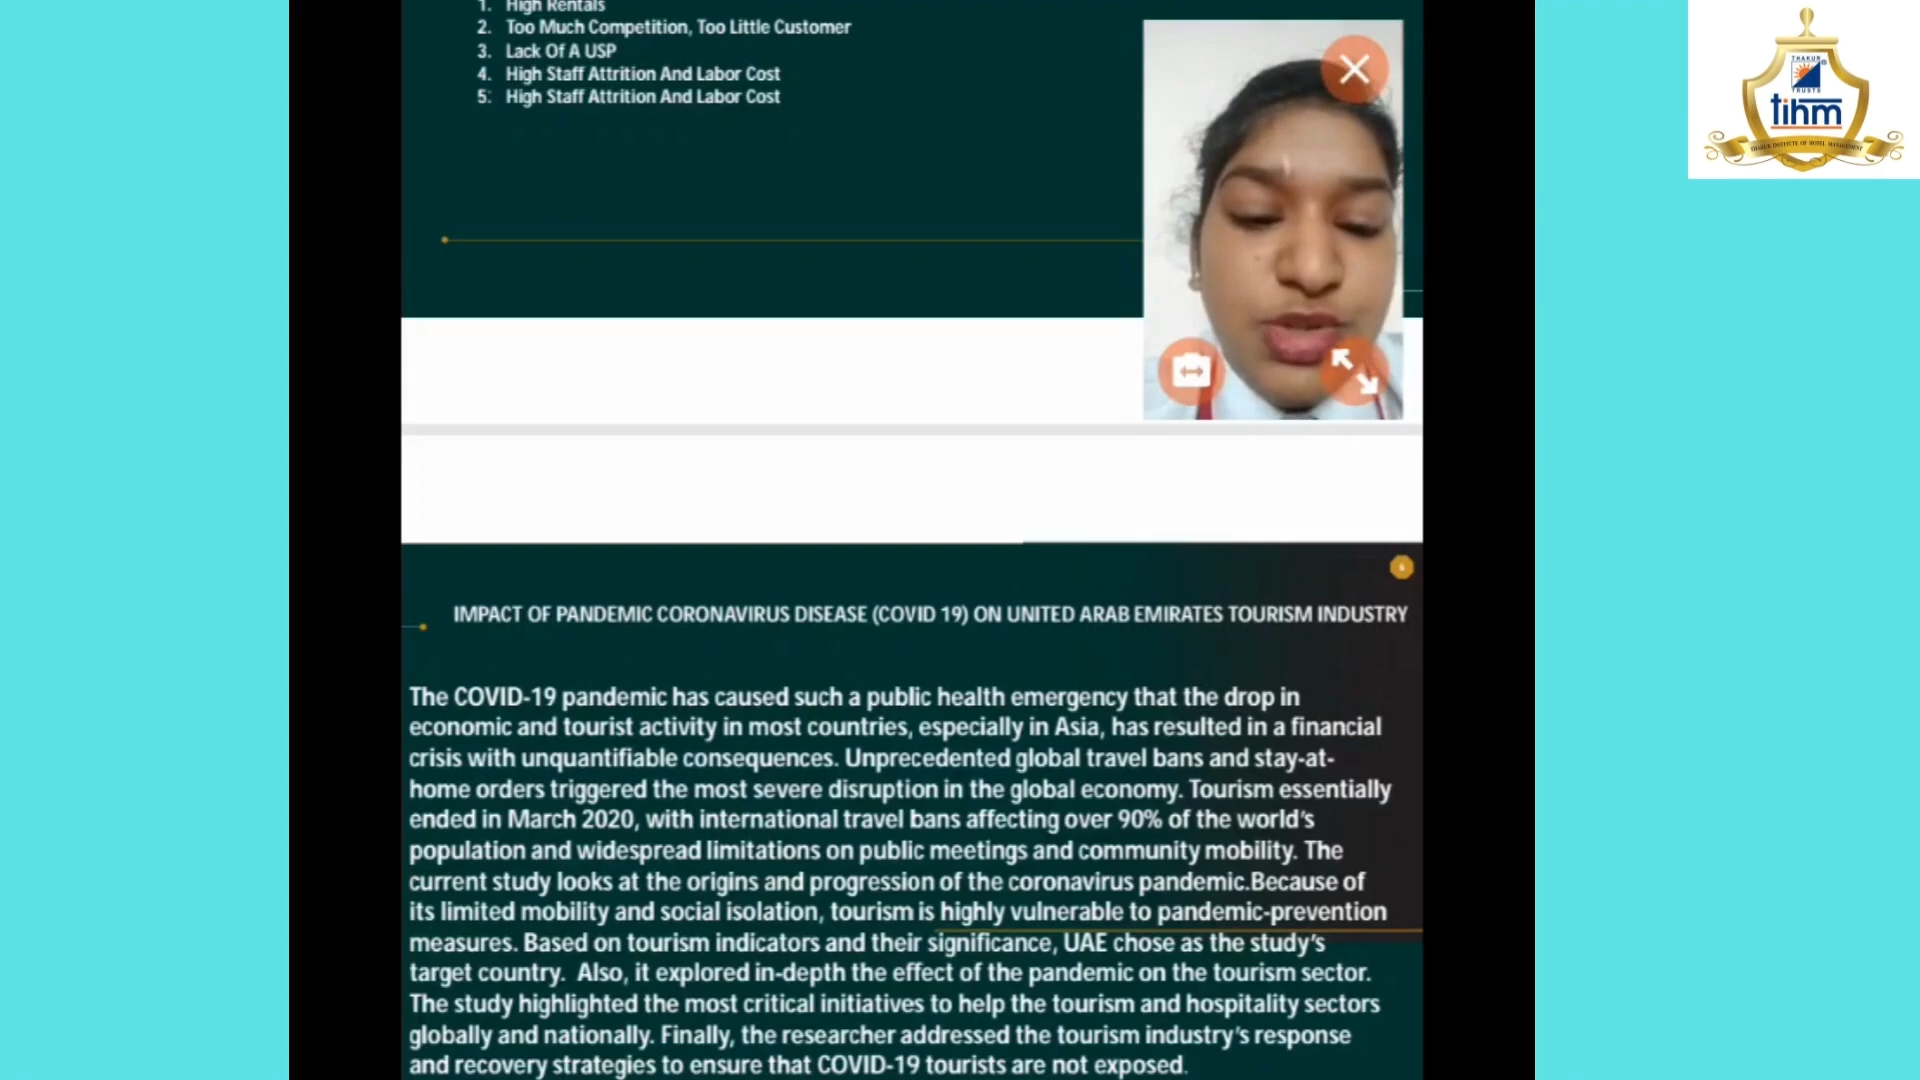 1. High Rentals
2. Too Much Competition, Too Little Customer
3. Lack Of A USP
4. High Staff Attrition And Labor Cost
5. High Staff Attrition And Labor Cost
THAKUR
TRUSTS
tihm
THAKUR INSTITUTE OF HOTEL MANAGEMENT
6
IMPACT OF PANDEMIC CORONAVIRUS DISEASE (COVID 19) ON UNITED ARAB EMIRATES TOURISM INDUSTRY
The COVID-19 pandemic has caused such a public health emergency that the drop in
economic and tourist activity in most countries, especially in Asia, has resulted in a financial
crisis with unquantifiable consequences. Unprecedented global travel bans and stay-at-
home orders triggered the most severe disruption in the global economy. Tourism essentially
ended in March 2020, with international travel bans affecting over 90% of the world's
population and widespread limitations on public meetings and community mobility. The
current study looks at the origins and progression of the coronavirus pandemic.Because of
its limited mobility and social isolation, tourism is highly vulnerable to pandemic-prevention
measures. Based on tourism indicators and their significance, UAE chose as the study's
target country.  Also, it explored in-depth the effect of the pandemic on the tourism sector.
The study highlighted the most critical initiatives to help the tourism and hospitality sectors
globally and nationally. Finally, the researcher addressed the tourism industry's response
and recovery strategies to ensure that COVID-19 tourists are not exposed.